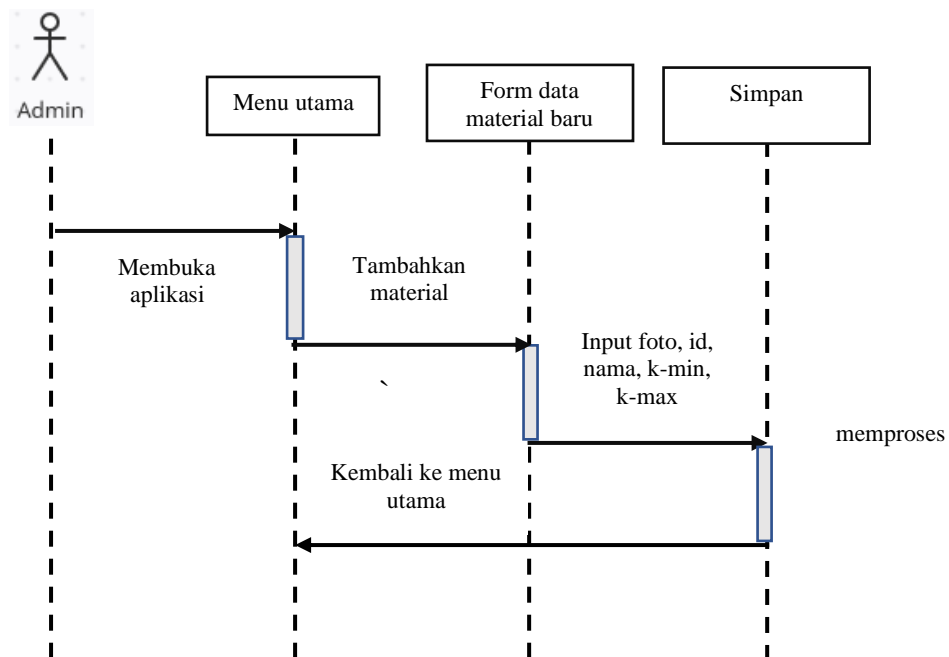 Admin
Menu utama
Form data
material baru
Simpan
Membuka
aplikasi
Tambahkan
material
Input foto, id,
nama, k-min,
k-max
`
memproses
Kembali ke menu
utama